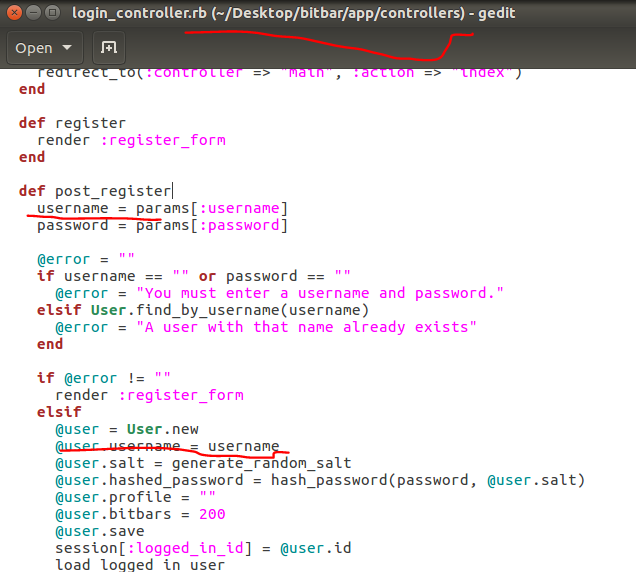 login_controller.rb (~/Desktop/bitbar/app/controllers) - gedit
Open
redirect_to(:controller => "main", :action => "index")
end
def register
render :register_form
end
def post_register
username = params[:username]
password = params[:password]
@error = ""
if username == "" or password == ""
@error = "You must enter a username and password."
elsif User.find_by_username(username)
@error = "A user with that name already exists"
end
if @error != ""
render :register_form
elsif
@user = User.new
@user.username = username
@user.salt = generate_random_salt
@user.hashed_password = hash_password(password, @user.salt)
@user.profile = ""
@user.bitbars = 200
@user.save
session[:logged_in_id] = @user.id
load_logged_in_user